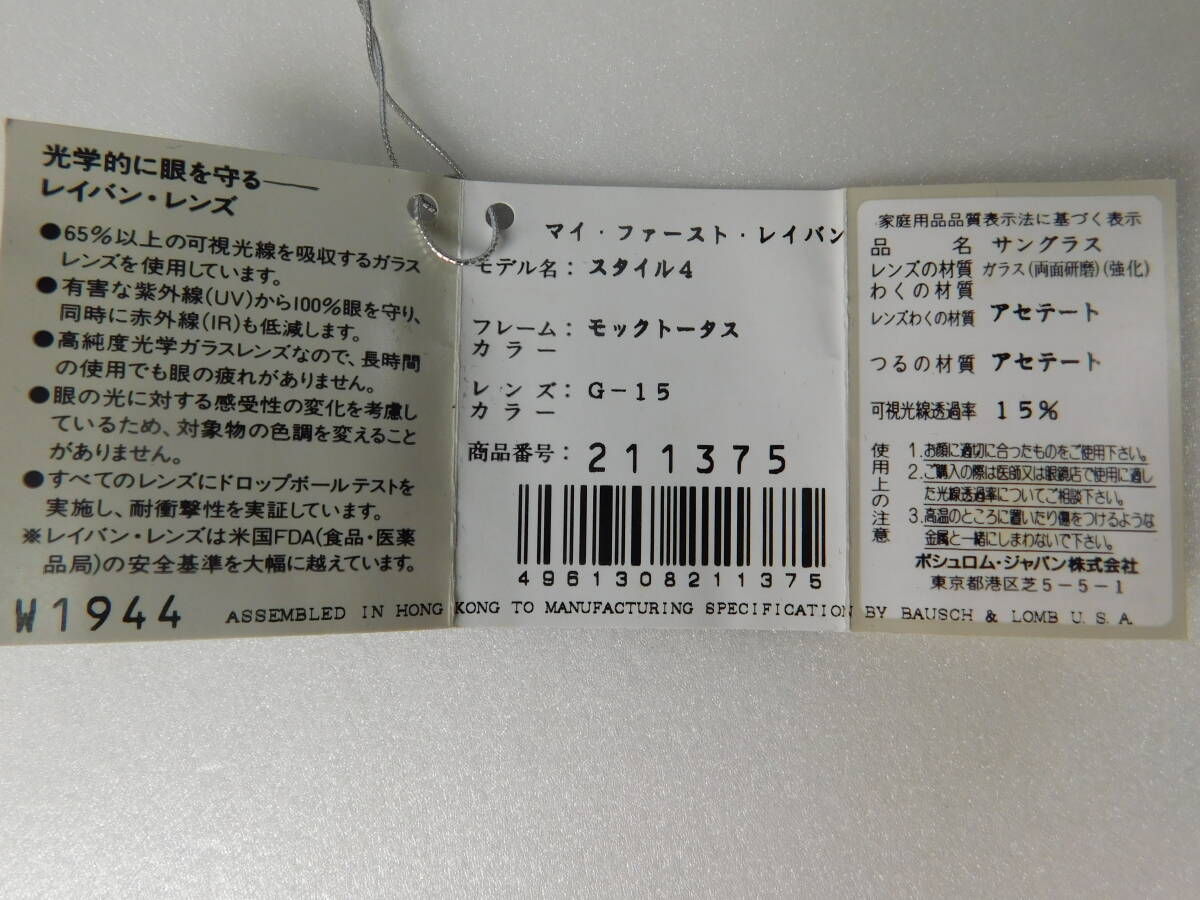 光学的に眼を守る——
レイバン・レンズ
●65%以上の可視光線を吸収するガラス
レンズを使用しています。
●有害な紫外線(UV)から100%眼を守り、
同時に赤外線(IR)も低減します。
●高純度光学ガラスレンズなので、長時間
の使用でも眼の疲れがありません。
●眼の光に対する感受性の変化を考慮し
ているため、対象物の色調を変えること
がありません。
●すべてのレンズにドロップボールテストを
実施し、耐衝撃性を実証しています。
※レイバン・レンズは米国FDA(食品・医薬
品局)の安全基準を大幅に越えています。
W1944
マイ・ファースト・レイバン
モデル名：スタイル4
フレーム：モックトータス
カラー
レンズ：G-15
カラー
商品番号：211375
4961308211375
家庭用品品質表示法に基づく表示
品名 サングラス
レンズの材質 ガラス(両面研磨)(強化)
わくの材質
レンズわくの材質 アセテート
つるの材質 アセテート
可視光線透過率 15%
使用上の注意
1.お顔に適切に合ったものをご使用下さい。
2.ご購入の際は医師又は眼鏡店で使用に適し
た光線透過率についてご相談下さい。
3.高温のところに置いたり傷をつけるような
金属と一緒にしまわないで下さい。
ボシュロム・ジャパン株式会社
東京都港区芝5-5-1
ASSEMBLED IN HONG KONG TO MANUFACTURING SPECIFICATION BY BAUSCH & LOMB U.S.A.